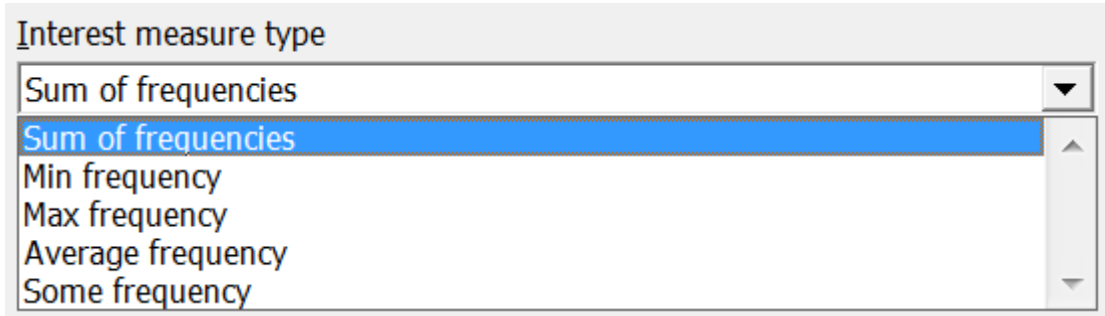 Interest measure type
Sum of frequencies
Sum of frequencies
Min frequency
Max frequency
Average frequency
Some frequency